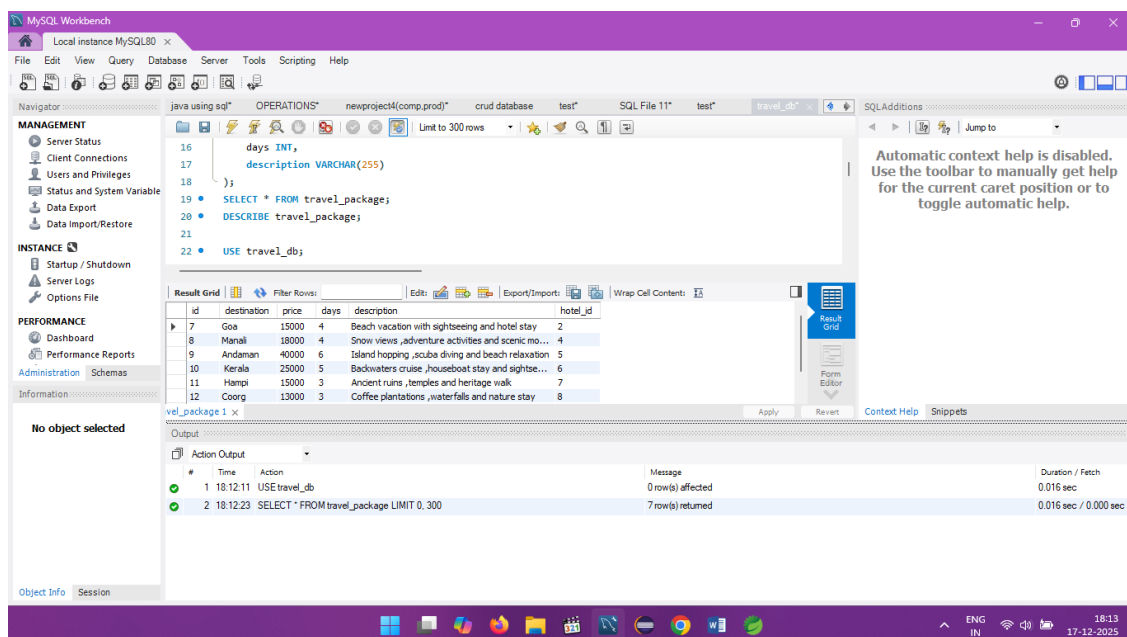 MySQL Workbench
Local instance MySQL80
File Edit View Query Database Server Tools Scripting Help
Navigator
MANAGEMENT
Server Status
Client Connections
Users and Privileges
Status and System Variable
Data Export
Data Import/Restore
INSTANCE
Startup / Shutdown
Server Logs
Options File
PERFORMANCE
Dashboard
Performance Reports
Administration Schemas
Information
No object selected
Object Info Session
java using sql* OPERATIONS* newproject4(comp,prod)* crud database test* SQL File 11* test* travel_db*
Limit to 300 rows
16 days INT,
17 description VARCHAR(255)
18 );
19 SELECT * FROM travel_package;
20 DESCRIBE travel_package;
21
22 USE travel_db;
Result Grid Filter Rows: Edit: Export/Import: Wrap Cell Content:
id destination price days description hotel_id
7 Goa 15000 4 Beach vacation with sightseeing and hotel stay 2
8 Manali 18000 4 Snow views ,adventure activities and scenic mo... 4
9 Andaman 40000 6 Island hopping ,scuba diving and beach relaxation 5
10 Kerala 25000 5 Backwaters cruise ,houseboat stay and sightse... 6
11 Hampi 15000 3 Ancient ruins ,temples and heritage walk 7
12 Coorg 13000 3 Coffee plantations ,waterfalls and nature stay 8
Result
Grid
Form
Editor
vel_package 1 Apply Revert
Output
Action Output
# Time Action Message Duration / Fetch
1 18:12:11 USE travel_db 0 row(s) affected 0.016 sec
2 18:12:23 SELECT * FROM travel_package LIMIT 0, 300 7 row(s) returned 0.016 sec / 0.000 sec
SQLAdditions
Jump to
Automatic context help is disabled.
Use the toolbar to manually get help
for the current caret position or to
toggle automatic help.
Context Help Snippets
ENG
IN
18:13
17-12-2025